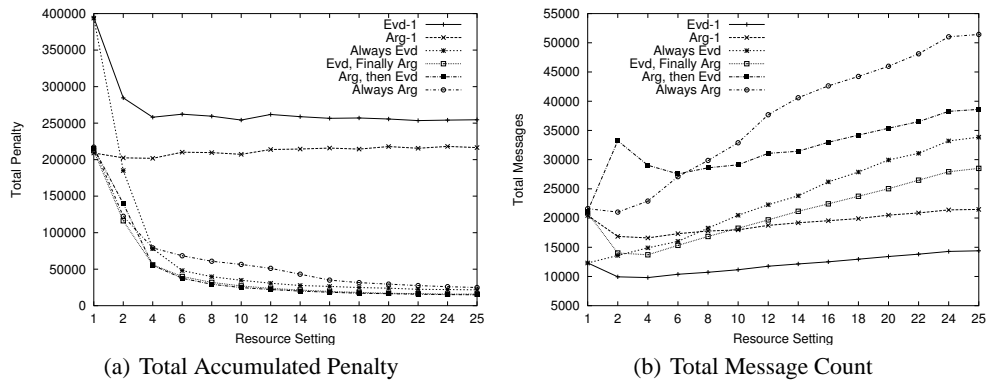 400000
350000
300000
250000
200000
150000
100000
50000
0
Total Penalty
Evd-1
Arg-1
Always Evd
Evd, Finally Arg
Arg, then Evd
Always Arg
1 2 4 6 8 10 12 14 16 18 20 22 24 25
Resource Setting
(a) Total Accumulated Penalty
55000
50000
45000
40000
35000
30000
25000
20000
15000
10000
5000
Total Messages
Evd-1
Arg-1
Always Evd
Evd, Finally Arg
Arg, then Evd
Always Arg
1 2 4 6 8 10 12 14 16 18 20 22 24 25
Resource Setting
(b) Total Message Count